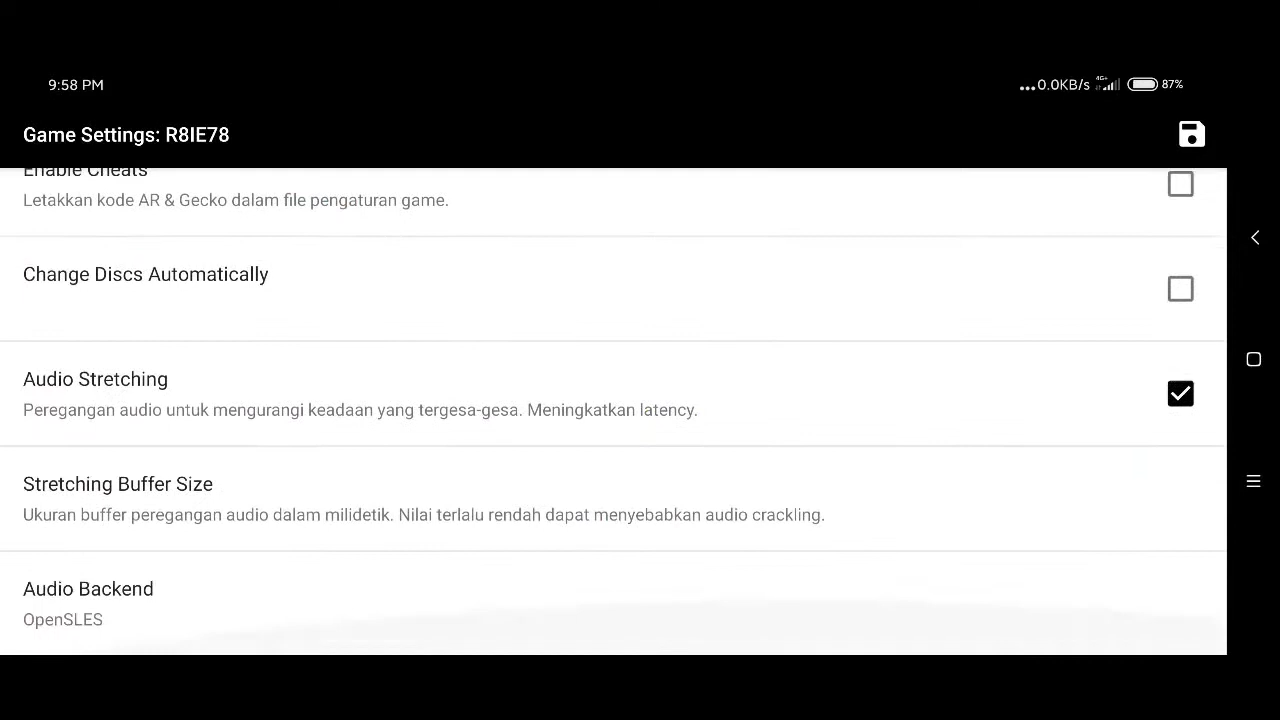 9:58 PM
...0.0KB/s 4G+ 87%
Game Settings: R8IE78
Enable Cheats
Letakkan kode AR & Gecko dalam file pengaturan game.
Change Discs Automatically
Audio Stretching
Peregangan audio untuk mengurangi keadaan yang tergesa-gesa. Meningkatkan latency.
Stretching Buffer Size
Ukuran buffer peregangan audio dalam milidetik. Nilai terlalu rendah dapat menyebabkan audio crackling.
Audio Backend
OpenSLES